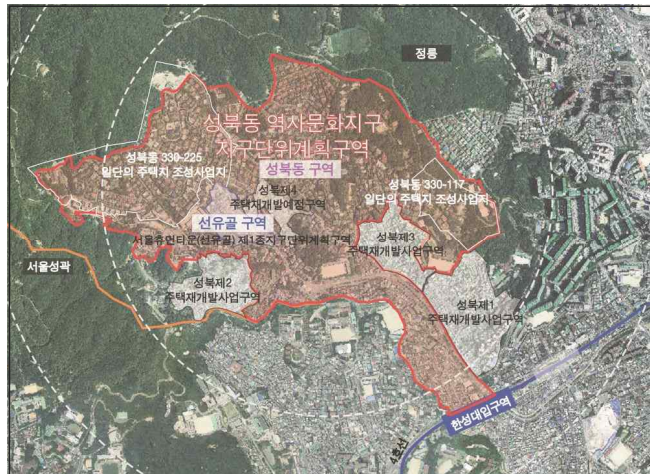 정릉
성북동 역사문화지구
지구단위계획구역
성북동 330-225
일단의 주택지 조성사업지
성북동 구역
성북제4
주택재개발예정구역
성북동 330-117
일단의 주택지 조성사업지
선유골 구역
서울휴먼타운(선유골) 제1종지구단위계획구역
성북제3
주택재개발사업구역
서울성곽
성북제2
주택재개발사업구역
성북제1
주택재개발사업구역
한성대입구역
4호선